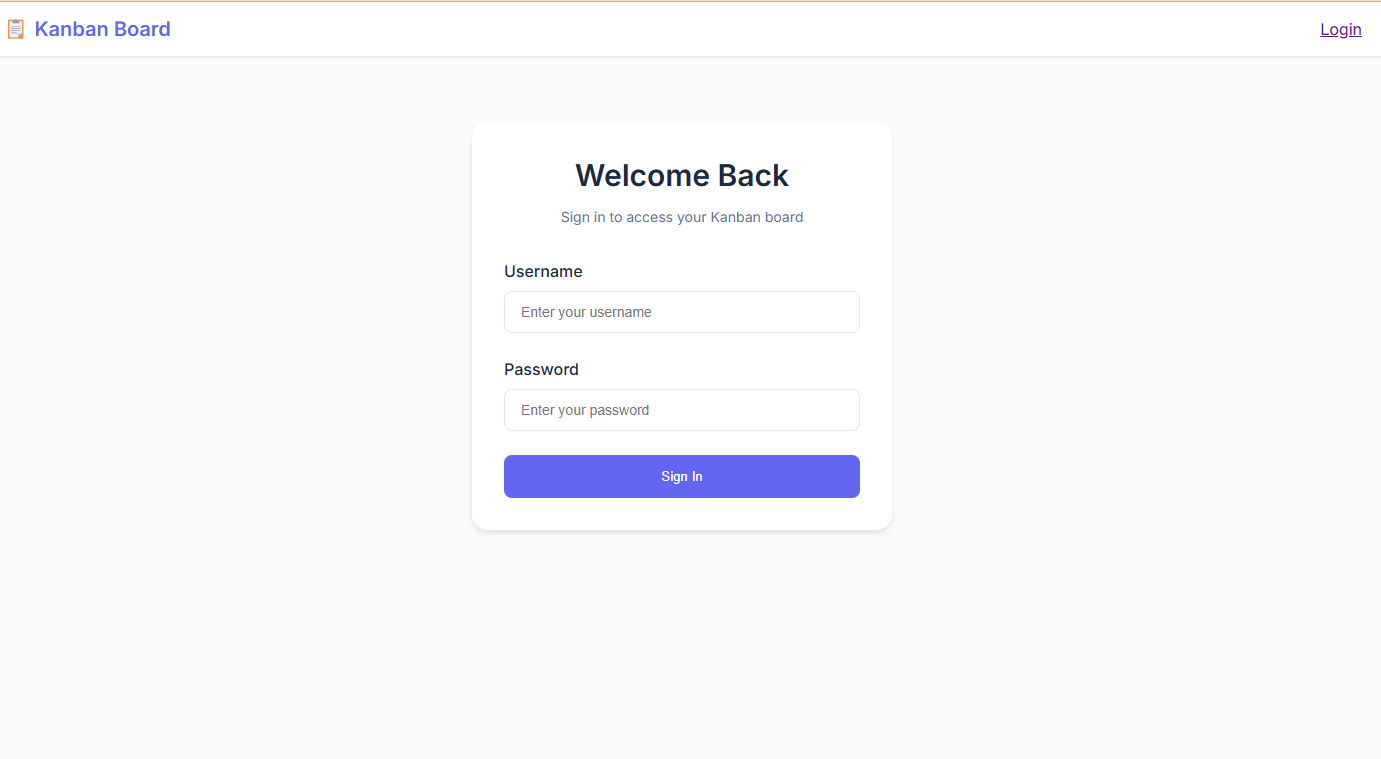 Kanban Board
Login
Welcome Back
Sign in to access your Kanban board
Username
Enter your username
Password
Enter your password
Sign In